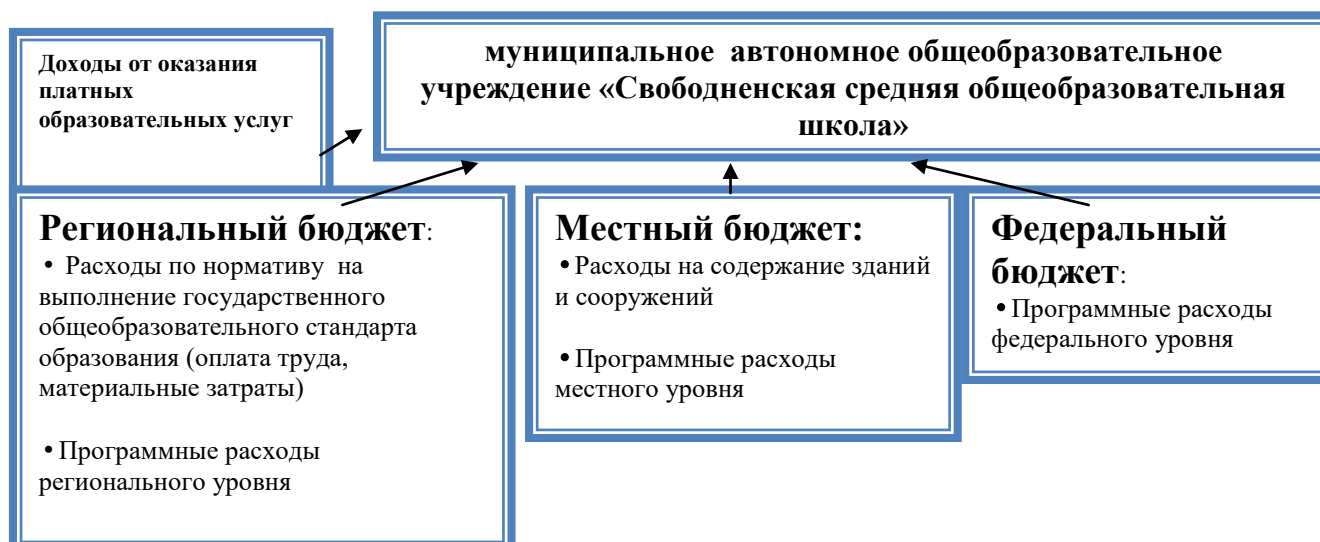 Доходы от оказания
платных
образовательных услуг
муниципальное автономное общеобразовательное
учреждение «Свободненская средняя общеобразовательная
школа»
Региональный бюджет:
• Расходы по нормативу на
выполнение государственного
общеобразовательного стандарта
образования (оплата труда,
материальные затраты)
• Программные расходы
регионального уровня
Местный бюджет:
• Расходы на содержание зданий
и сооружений
• Программные расходы
местного уровня
Федеральный
бюджет:
• Программные расходы
федерального уровня